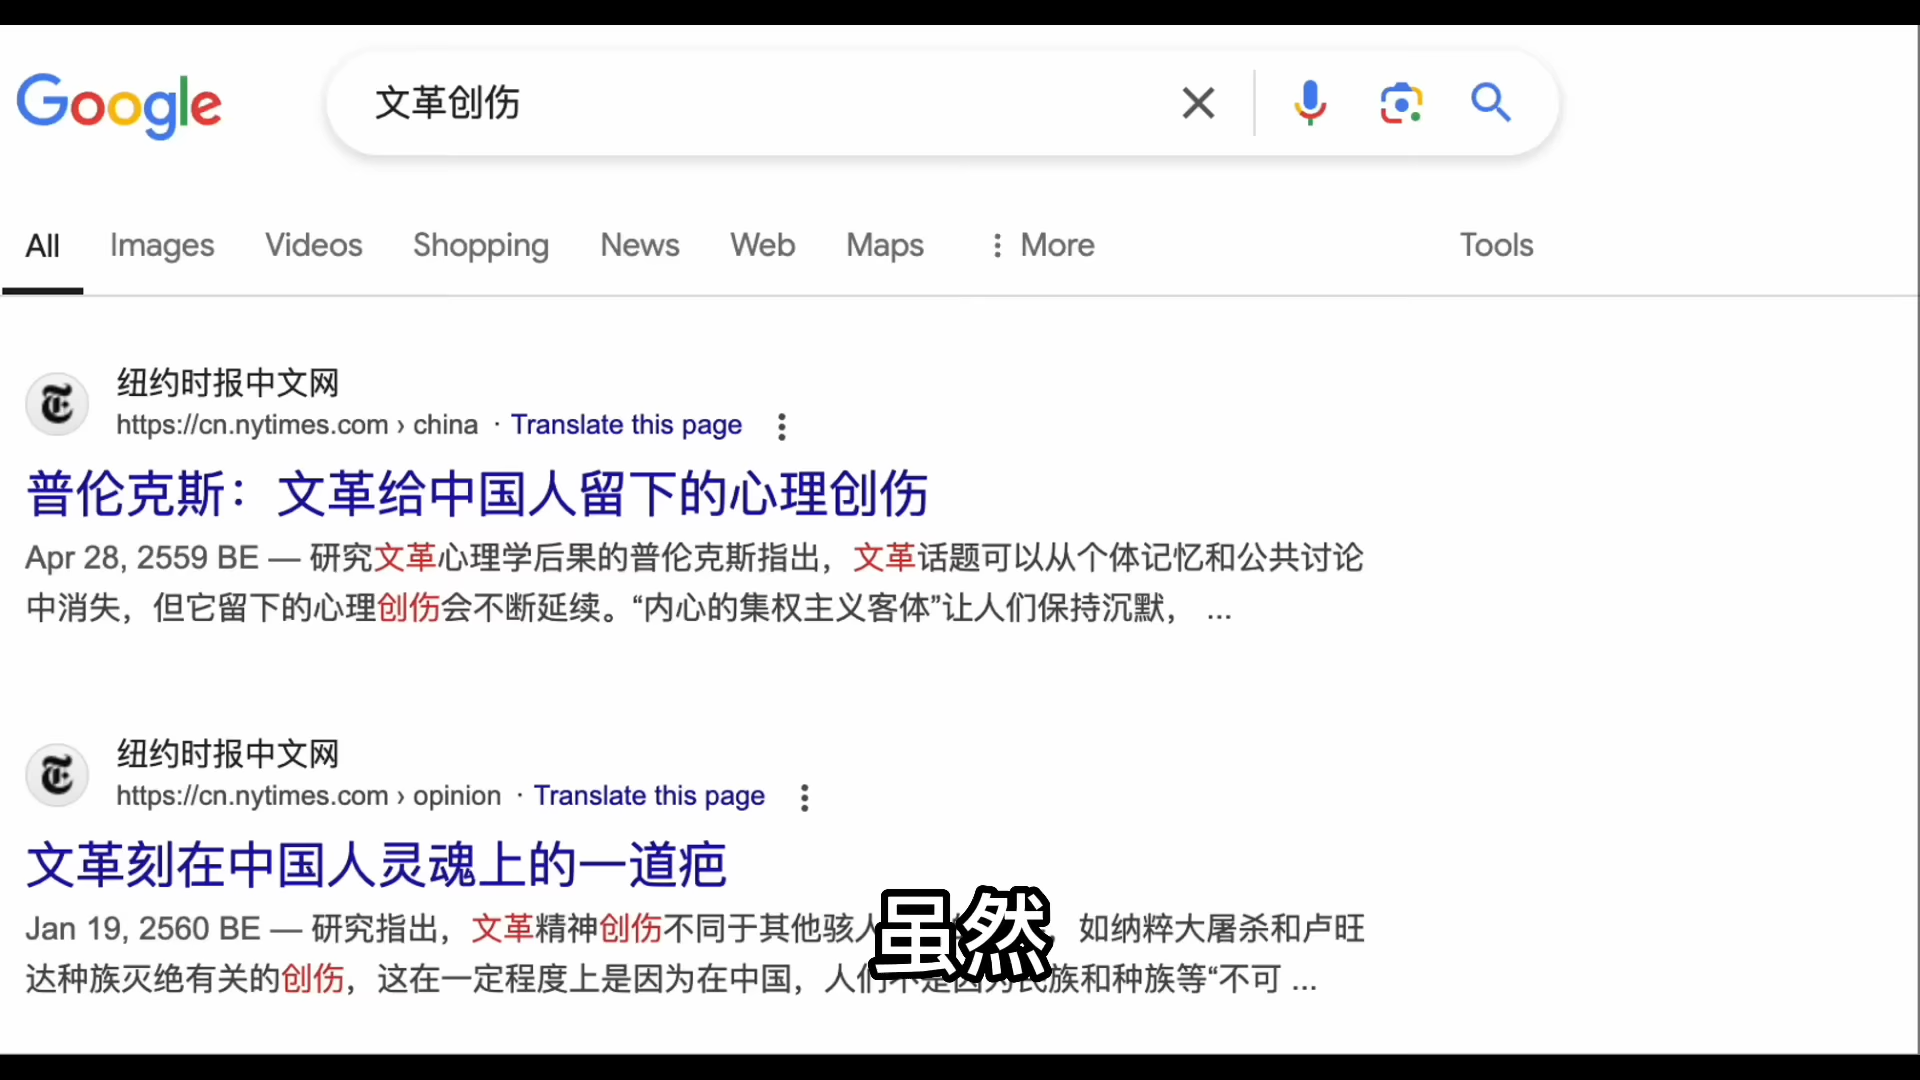 Google
文革创伤
All Images Videos Shopping News Web Maps More Tools
纽约时报中文网
https://cn.nytimes.com › china · Translate this page
普伦克斯：文革给中国人留下的心理创伤
Apr 28, 2559 BE — 研究文革心理学后果的普伦克斯指出，文革话题可以从个体记忆和公共讨论
中消失，但它留下的心理创伤会不断延续。“内心的集权主义客体”让人们保持沉默， ...
纽约时报中文网
https://cn.nytimes.com › opinion · Translate this page
文革刻在中国人灵魂上的一道疤
Jan 19, 2560 BE — 研究指出，文革精神创伤不同于其他骇人 如纳粹大屠杀和卢旺
达种族灭绝有关的创伤，这在一定程度上是因为在中国，人们不是因为民族和种族等“不可 ...
虽然